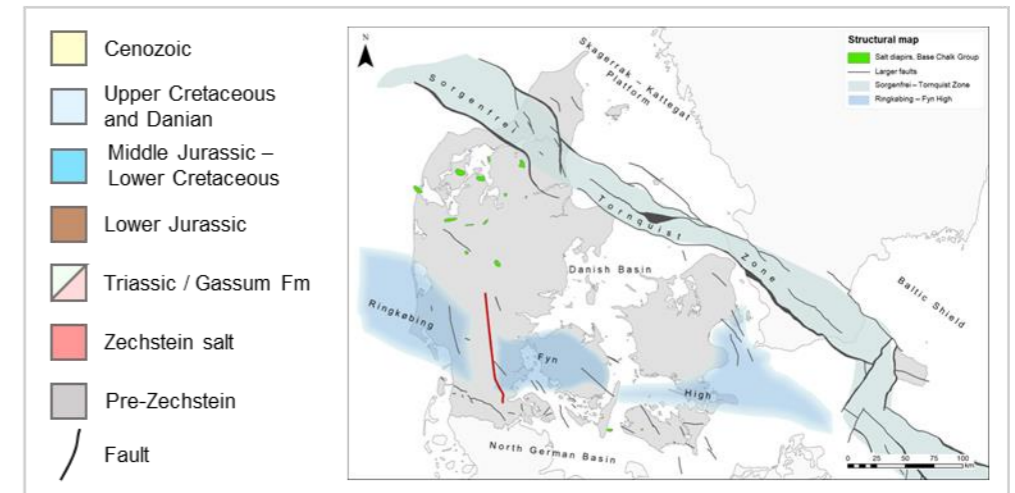 Cenozoic
Upper Cretaceous
and Danian
Middle Jurassic –
Lower Cretaceous
Lower Jurassic
Triassic / Gassum Fm
Zechstein salt
Pre-Zechstein
Fault
N
Skagerrak – Kattegat
Platform
Structural map
Salt diapirs, Base Chalk Group
Larger faults
Sorgenfrei – Tornquist Zone
Ringkøbing – Fyn High
Sorgenfrei
Tornquist
Zone
Danish Basin
Baltic Shield
Ringkøbing
Fyn
High
North German Basin
0 25 50 75 100
km